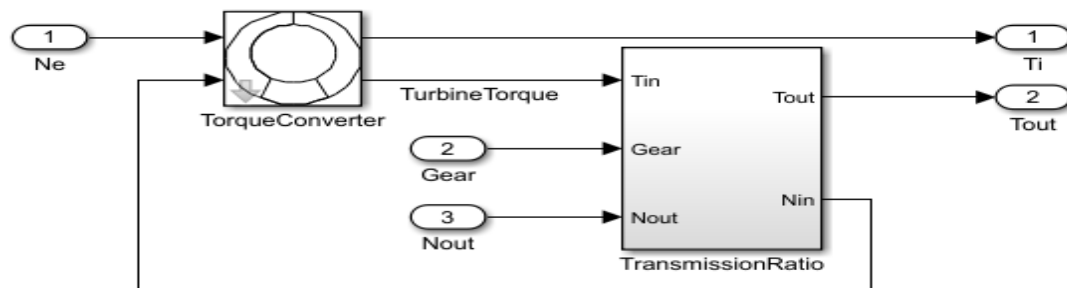 1
Ne
TorqueConverter
TurbineTorque
2
Gear
3
Nout
Tin
Gear
Nout
Tout
Nin
TransmissionRatio
1
Ti
2
Tout